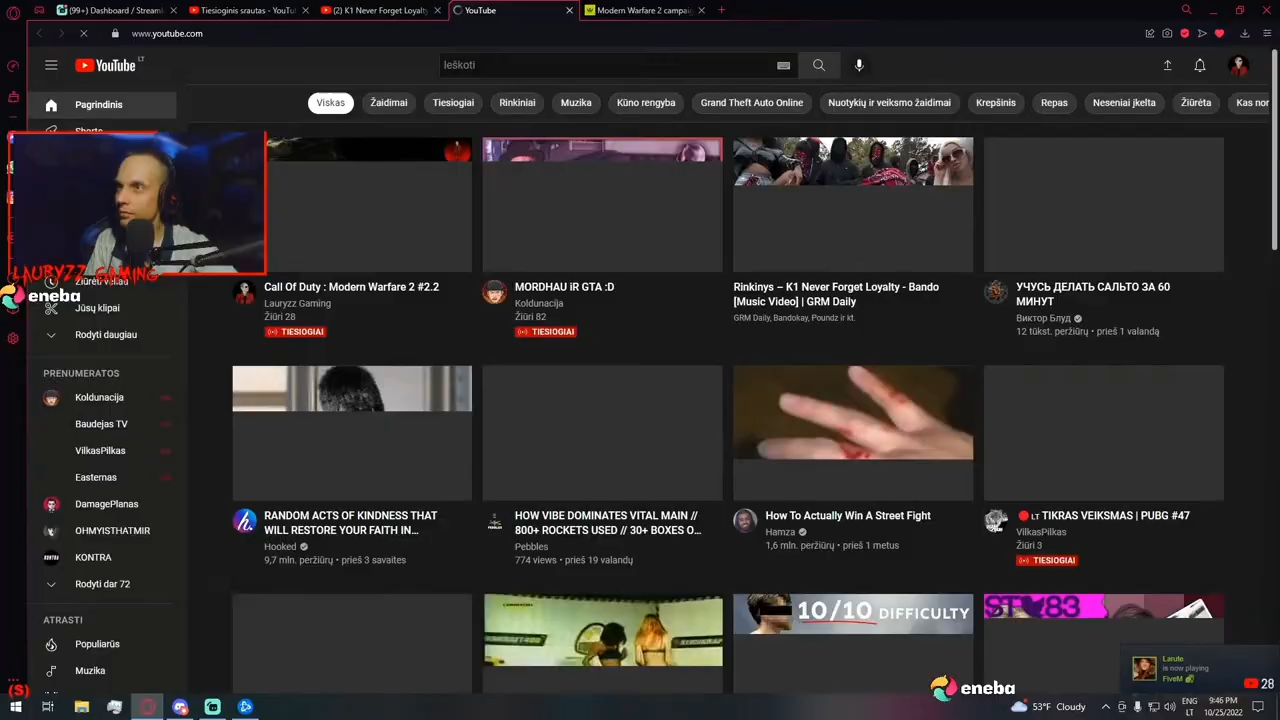 (99+) Dashboard / Streaml
Tiesioginis srautas - YouTu
(2) K1 Never Forget Loyalty
YouTube
Modern Warfare 2 campai
www.youtube.com
YouTube LT
Ieškoti
Pagrindinis
Shorts
Viskas
Žaidimai
Tiesiogiai
Rinkiniai
Muzika
Kūno rengyba
Grand Theft Auto Online
Nuotykių ir veiksmo žaidimai
Krepšinis
Repas
Neseniai įkelta
Žiūrėta
Kas nor
LAURYZZ GAMING
eneba
Žiūrėti vėliau
Jūsų klipai
Rodyti daugiau
PRENUMERATOS
Koldunacija
Baudejas TV
VilkasPilkas
Easternas
DamagePlanas
OHMYISTHATMIR
KONTRA
Rodyti dar 72
ATRASTI
Populiarūs
Muzika
Call Of Duty : Modern Warfare 2 #2.2
Lauryzz Gaming
Žiūri 28
TIESIOGIAI
MORDHAU iR GTA :D
Koldunacija
Žiūri 82
TIESIOGIAI
Rinkinys – K1 Never Forget Loyalty - Bando
[Music Video] | GRM Daily
GRM Daily, Bandokay, Poundz ir kt.
УЧУСЬ ДЕЛАТЬ САЛЬТО ЗА 60
МИНУТ
Виктор Блуд
12 tūkst. peržiūrų • prieš 1 valandą
RANDOM ACTS OF KINDNESS THAT
WILL RESTORE YOUR FAITH IN...
Hooked
9,7 mln. peržiūrų • prieš 3 savaites
HOW VIBE DOMINATES VITAL MAIN //
800+ ROCKETS USED // 30+ BOXES O...
Pebbles
774 views • prieš 19 valandų
How To Actually Win A Street Fight
Hamza
1,6 mln. peržiūrų • prieš 1 metus
LT TIKRAS VEIKSMAS | PUBG #47
VilkasPilkas
Žiūri 3
TIESIOGIAI
10/10 DIFFICULTY
Larute
is now playing
FiveM
28
eneba
(S)
53°F Cloudy
ENG
LT
9:46 PM
10/25/2022